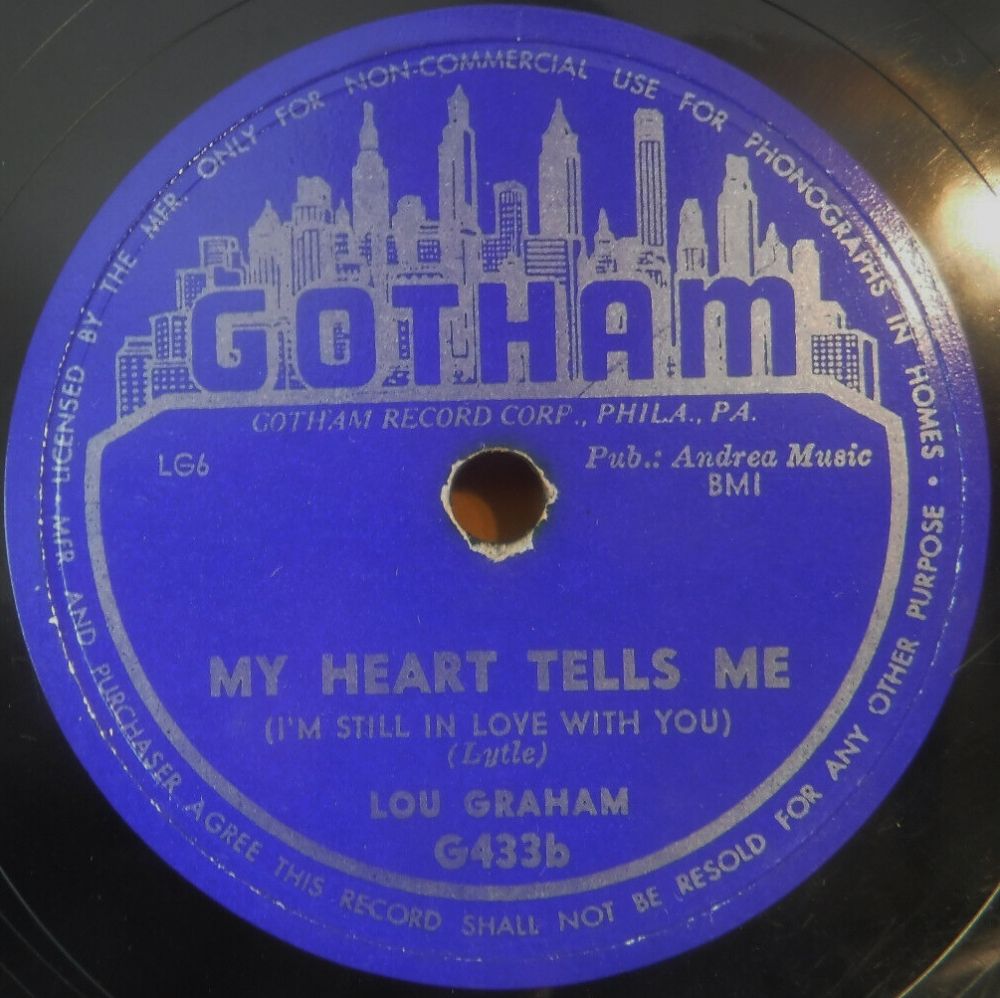 LICENSED BY THE MFR. ONLY FOR NON-COMMERCIAL USE FOR PHONOGRAPHS IN HOMES • MFR. AND PURCHASER AGREE THIS RECORD SHALL NOT BE RESOLD FOR ANY OTHER PURPOSE •
GOTHAM
GOTHAM RECORD CORP., PHILA., PA.
LG6
Pub.: Andrea Music
BMI
MY HEART TELLS ME
(I'M STILL IN LOVE WITH YOU)
(Lytle)
LOU GRAHAM
G433b